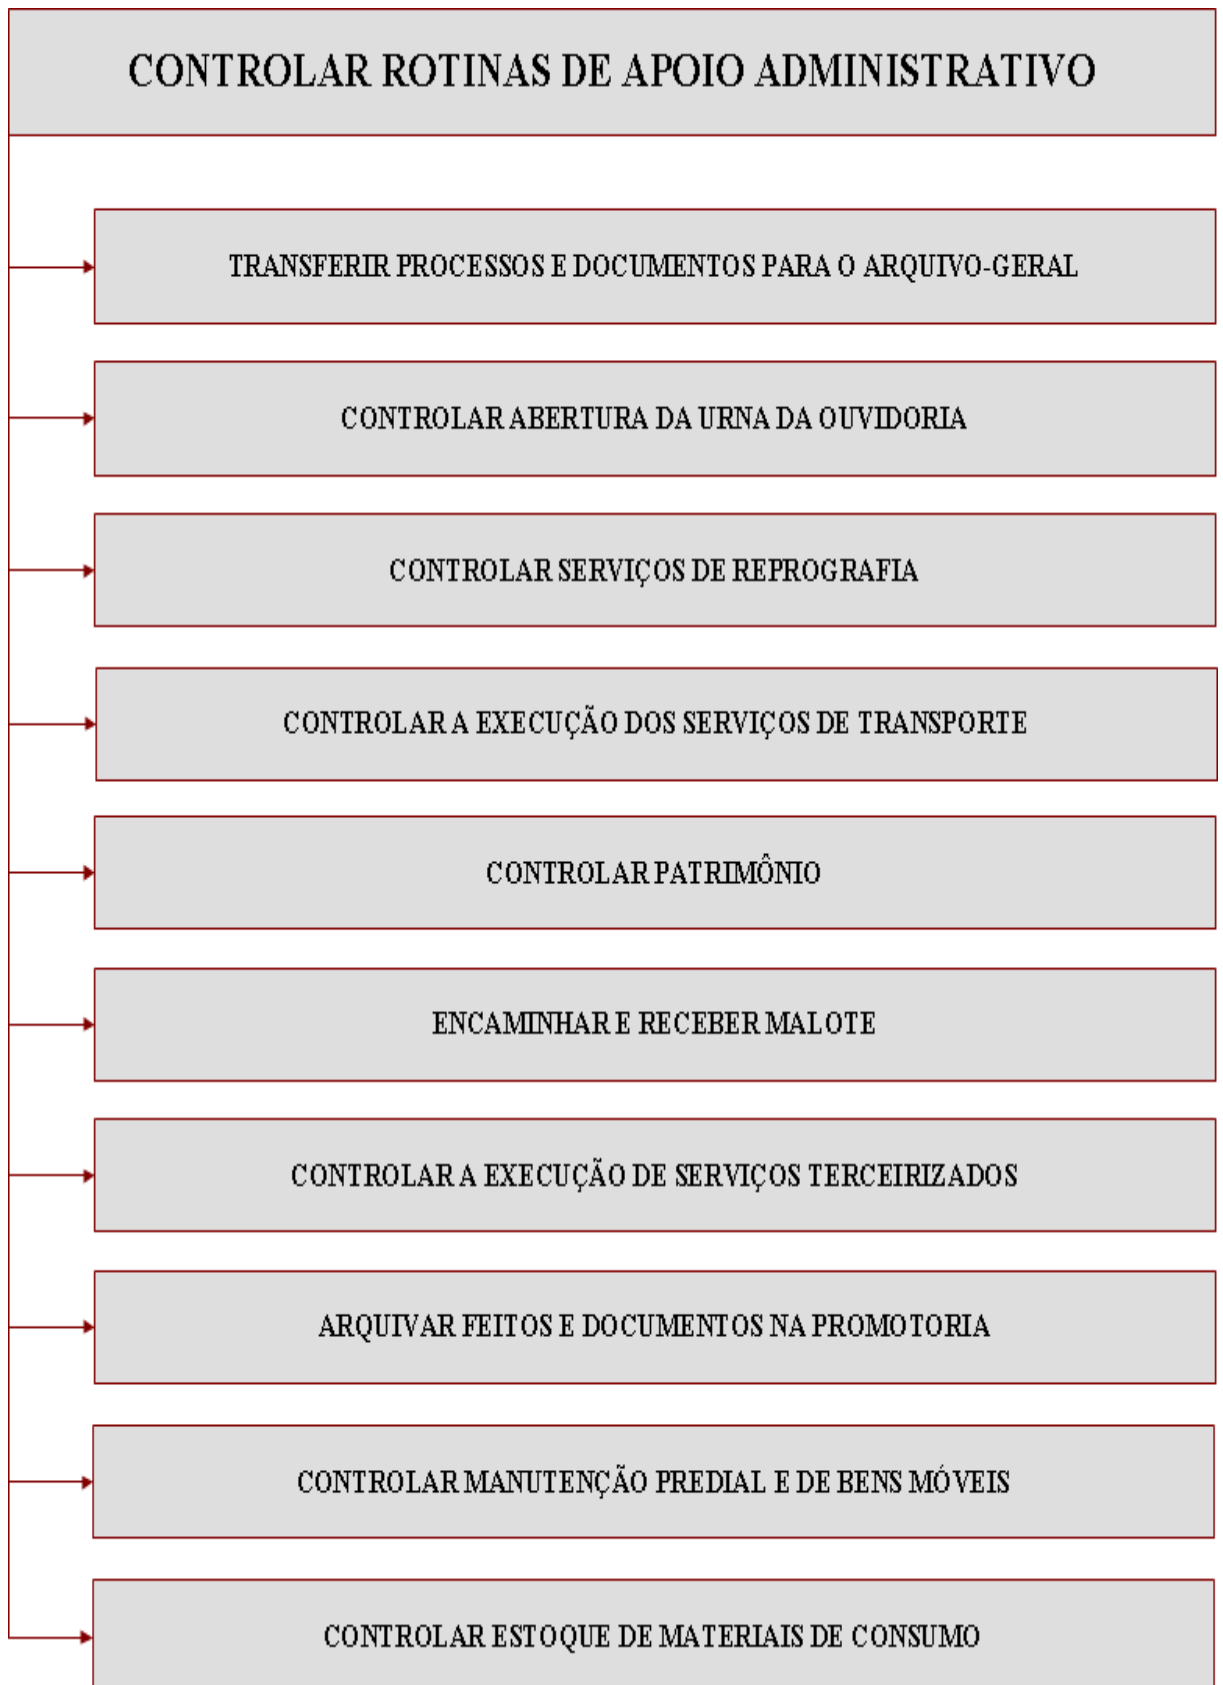 CONTROLAR ROTINAS DE APOIO ADMINISTRATIVO
TRANSFERIR PROCESSOS E DOCUMENTOS PARA O ARQUIVO-GERAL
CONTROLAR ABERTURA DA URNA DA OUVIDORIA
CONTROLAR SERVIÇOS DE REPROGRAFIA
CONTROLAR A EXECUÇÃO DOS SERVIÇOS DE TRANSPORTE
CONTROLAR PATRIMÔNIO
ENCAMINHAR E RECEBER MALOTE
CONTROLAR A EXECUÇÃO DE SERVIÇOS TERCEIRIZADOS
ARQUIVAR FEITOS E DOCUMENTOS NA PROMOTORIA
CONTROLAR MANUTENÇÃO PREDIAL E DE BENS MÓVEIS
CONTROLAR ESTOQUE DE MATERIAIS DE CONSUMO